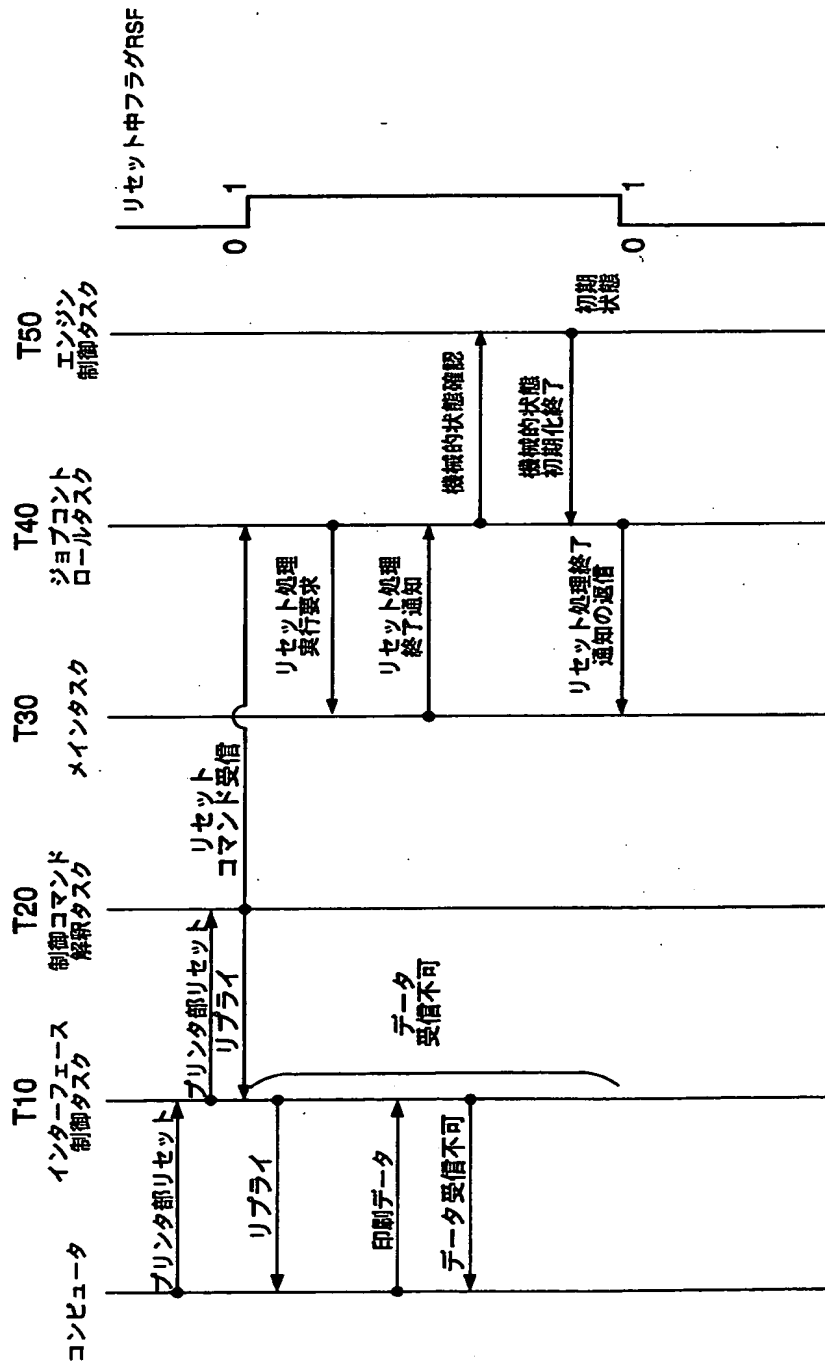 コンピュータ
T10
インターフェース
制御タスク
T20
制御コマンド
解釈タスク
T30
メインタスク
T40
ジョブコント
ロールタスク
T50
エンジン
制御タスク
リセット中フラグRSF
プリンタ部リセット
プリンタ部リセット
リプライ
リセット
コマンド受信
0
1
リプライ
リセット処理
実行要求
データ
受信不可
印刷データ
リセット処理
終了通知
データ受信不可
機械的状態確認
機械的状態
初期化終了
初期
状態
リセット処理終了
通知の返信
0
1